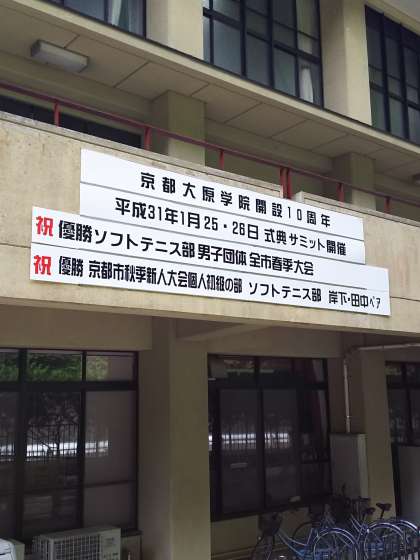 京都大原学院開設10周年
平成31年1月25・26日 式典サミット開催
祝 優勝ソフトテニス部 男子団体 全市春季大会
祝 優勝 京都市秋季新人大会個人初級の部 ソフトテニス部 岸下・田中ペア